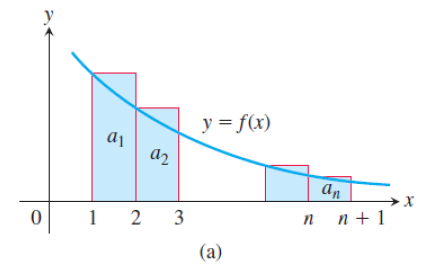 y
y = f(x)
a₁
a₂
aₙ
x
0 1 2 3 n n + 1
(a)